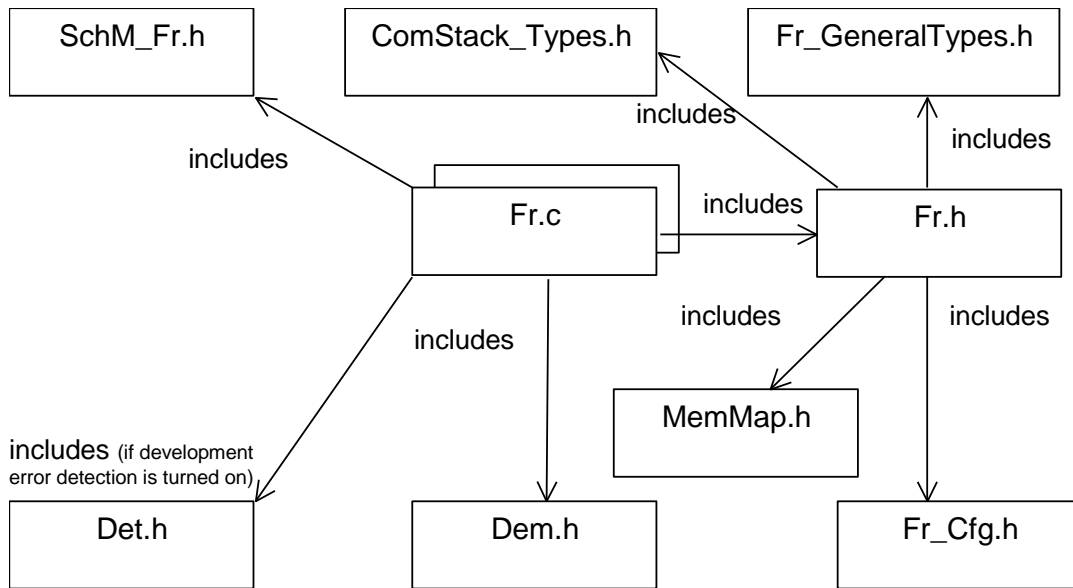 SchM_Fr.h
ComStack_Types.h
Fr_GeneralTypes.h
includes
includes
includes
Fr.c
includes
Fr.h
includes
includes
includes
MemMap.h
includes (if development
error detection is turned on)
Det.h
Dem.h
Fr_Cfg.h